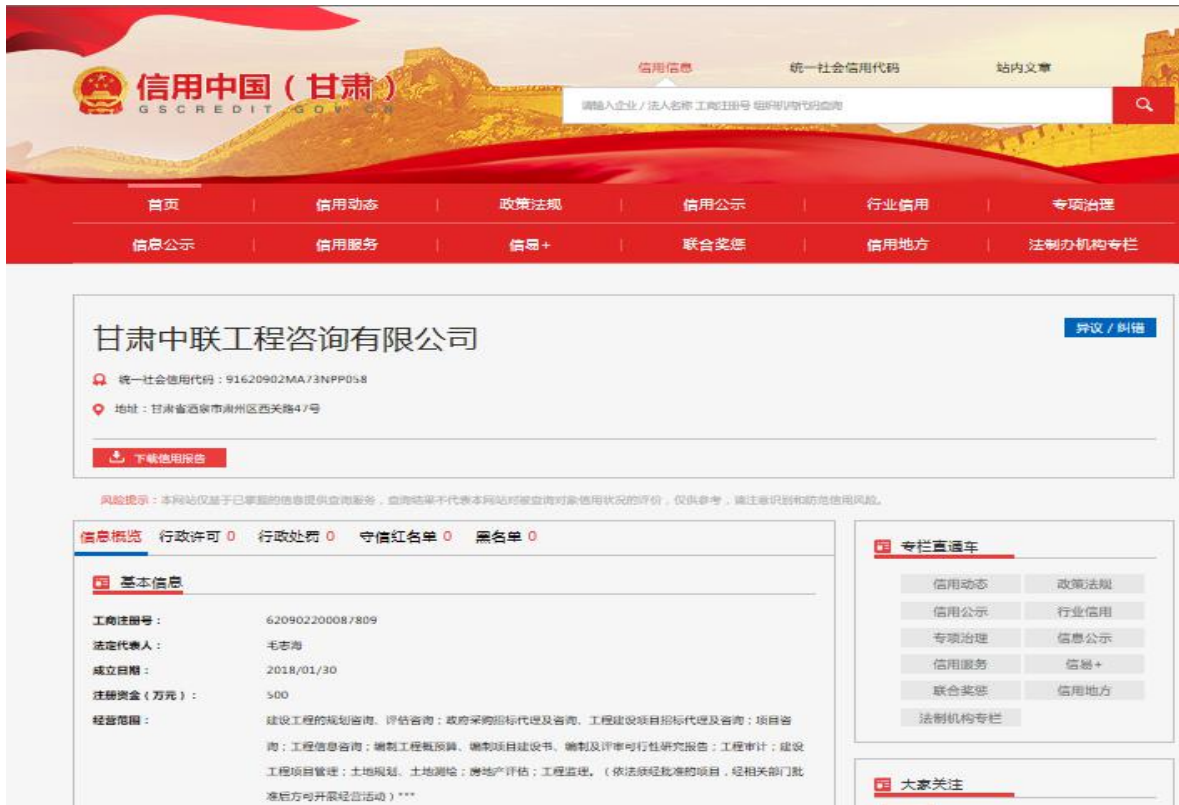 信用信息 统一社会信用代码 站内文章
信用中国（甘肃）
GSCREDIT.GOV.CN
请输入企业 / 法人名称 工商注册号 组织机构代码查询
首页 信用动态 政策法规 信用公示 行业信用 专项治理
信息公示 信用服务 信易+ 联合奖惩 信用地方 法制办机构专栏
甘肃中联工程咨询有限公司
异议 / 纠错
统一社会信用代码：91620902MA73NPP058
地址：甘肃省酒泉市肃州区西关路47号
下载信用报告
风险提示：本网站仅基于已掌握的信息提供查询服务，查询结果不代表本网站对被查询对象信用状况的评价，仅供参考，请注意识别和防范信用风险。
信息概览 行政许可 0 行政处罚 0 守信红名单 0 黑名单 0
基本信息
工商注册号： 620902200087809
法定代表人： 毛志海
成立日期： 2018/01/30
注册资金（万元）： 500
经营范围： 建设工程的规划咨询、评估咨询；政府采购招标代理及咨询、工程建设项目招标代理及咨询；项目咨
询；工程信息咨询；编制工程概预算、编制项目建议书、编制及评审可行性研究报告；工程审计；建设
工程项目管理；土地规划、土地测绘；房地产评估；工程监理。（依法须经批准的项目，经相关部门批
准后方可开展经营活动）***
专栏直通车
信用动态 政策法规
信用公示 行业信用
专项治理 信息公示
信用服务 信易+
联合奖惩 信用地方
法制机构专栏
大家关注